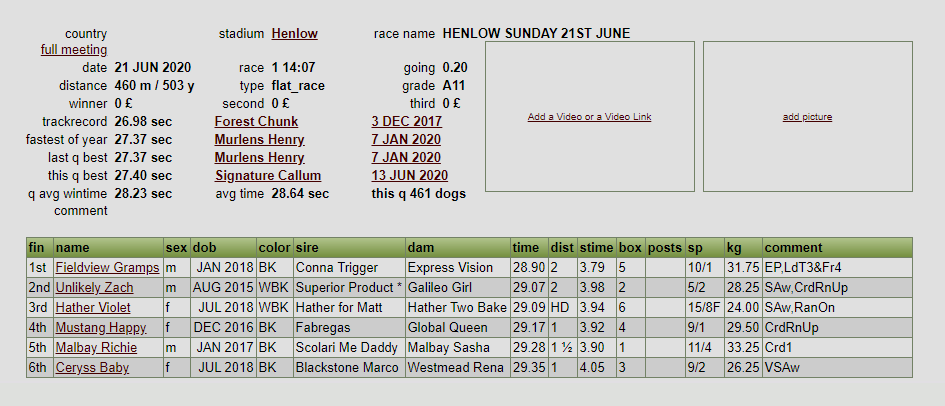 country stadium Henlow race name HENLOW SUNDAY 21ST JUNE
full meeting
date 21 JUN 2020 race 1 14:07 going 0.20
distance 460 m / 503 y type flat_race grade A11
winner 0 £ second 0 £ third 0 £
trackrecord 26.98 sec Forest Chunk 3 DEC 2017
fastest of year 27.37 sec Murlens Henry 7 JAN 2020
last q best 27.37 sec Murlens Henry 7 JAN 2020
this q best 27.40 sec Signature Callum 13 JUN 2020
q avg wintime 28.23 sec avg time 28.64 sec this q 461 dogs
comment
Add a Video or a Video Link
add picture
fin name sex dob color sire dam time dist stime box posts sp kg comment
1st Fieldview Gramps m JAN 2018 BK Conna Trigger Express Vision 28.90 2 3.79 5 10/1 31.75 EP,LdT3&Fr4
2nd Unlikely Zach m AUG 2015 WBK Superior Product * Galileo Girl 29.07 2 3.98 2 5/2 28.25 SAw,CrdRnUp
3rd Hather Violet f JUL 2018 WBK Hather for Matt Hather Two Bake 29.09 HD 3.94 6 15/8F 24.00 SAw,RanOn
4th Mustang Happy f DEC 2016 BK Fabregas Global Queen 29.17 1 3.92 4 9/1 29.50 CrdRnUp
5th Malbay Richie m JAN 2017 BK Scolari Me Daddy Malbay Sasha 29.28 1 ½ 3.90 1 11/4 33.25 Crd1
6th Ceryss Baby f JUL 2018 BK Blackstone Marco Westmead Rena 29.35 1 4.05 3 9/2 26.25 VSAw